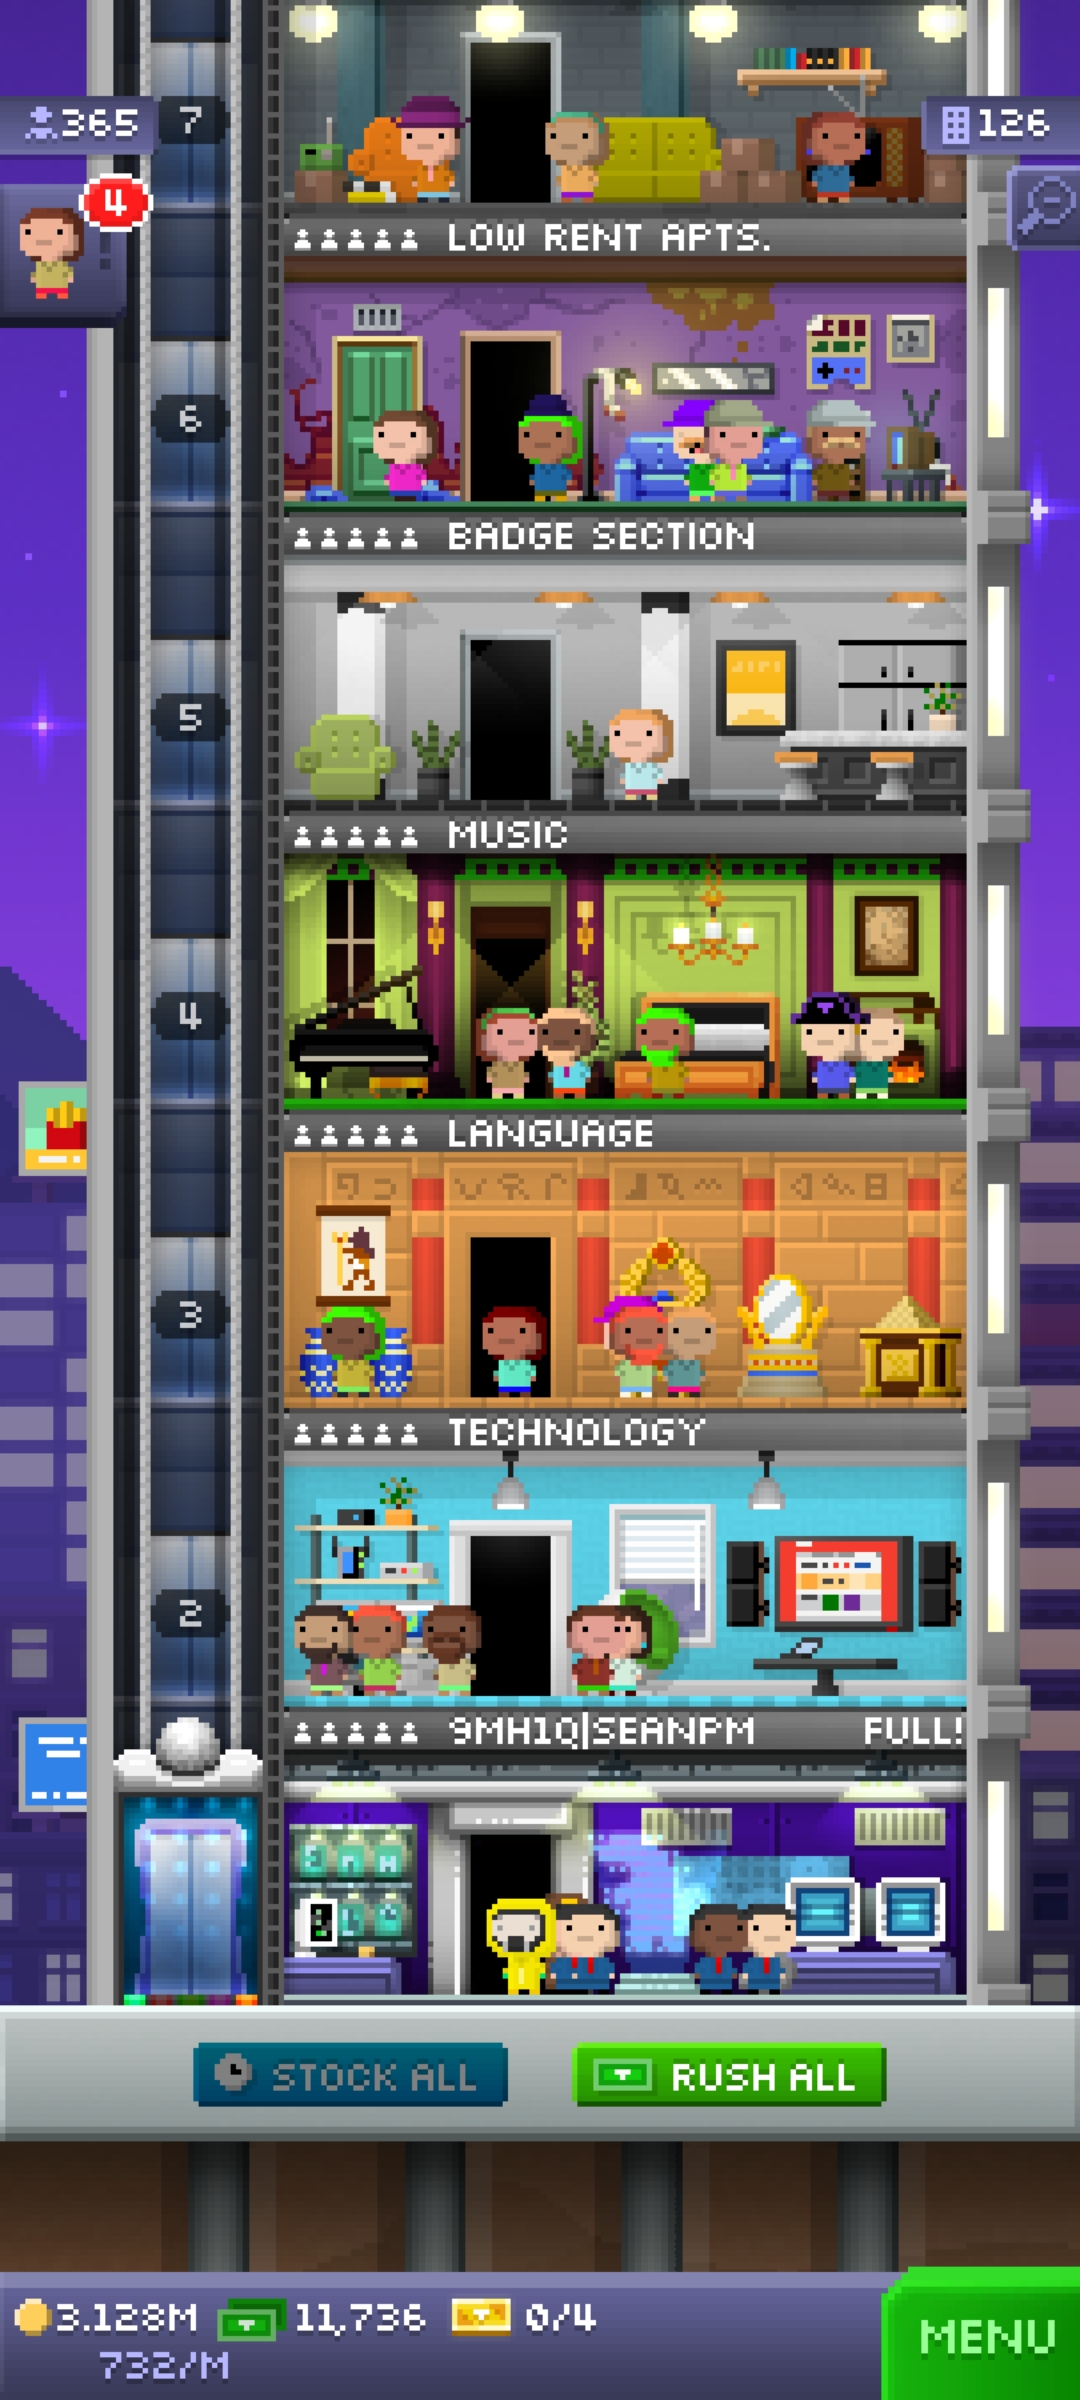 7
365
126
4
LOW RENT APTS.
6
BADGE SECTION
5
MUSIC
4
LANGUAGE
3
TECHNOLOGY
2
9MH1Q|SEANPM FULL!
STOCK ALL
RUSH ALL
3.128M 11,736 0/4
732/M
MENU